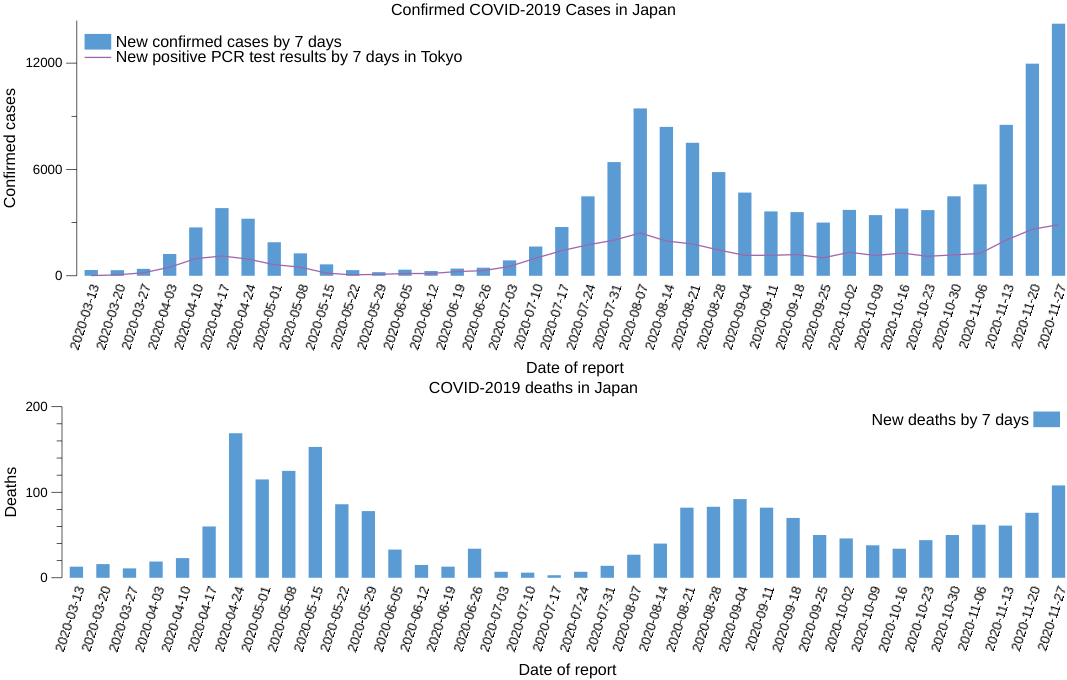 Confirmed COVID-2019 Cases in Japan
New confirmed cases by 7 days
New positive PCR test results by 7 days in Tokyo
12000
6000
0
Confirmed cases
2020-03-13 2020-03-20 2020-03-27 2020-04-03 2020-04-10 2020-04-17 2020-04-24 2020-05-01 2020-05-08 2020-05-15 2020-05-22 2020-05-29 2020-06-05 2020-06-12 2020-06-19 2020-06-26 2020-07-03 2020-07-10 2020-07-17 2020-07-24 2020-07-31 2020-08-07 2020-08-14 2020-08-21 2020-08-28 2020-09-04 2020-09-11 2020-09-18 2020-09-25 2020-10-02 2020-10-09 2020-10-16 2020-10-23 2020-10-30 2020-11-06 2020-11-13 2020-11-20 2020-11-27
Date of report
COVID-2019 deaths in Japan
New deaths by 7 days
200
100
0
Deaths
2020-03-13 2020-03-20 2020-03-27 2020-04-03 2020-04-10 2020-04-17 2020-04-24 2020-05-01 2020-05-08 2020-05-15 2020-05-22 2020-05-29 2020-06-05 2020-06-12 2020-06-19 2020-06-26 2020-07-03 2020-07-10 2020-07-17 2020-07-24 2020-07-31 2020-08-07 2020-08-14 2020-08-21 2020-08-28 2020-09-04 2020-09-11 2020-09-18 2020-09-25 2020-10-02 2020-10-09 2020-10-16 2020-10-23 2020-10-30 2020-11-06 2020-11-13 2020-11-20 2020-11-27
Date of report